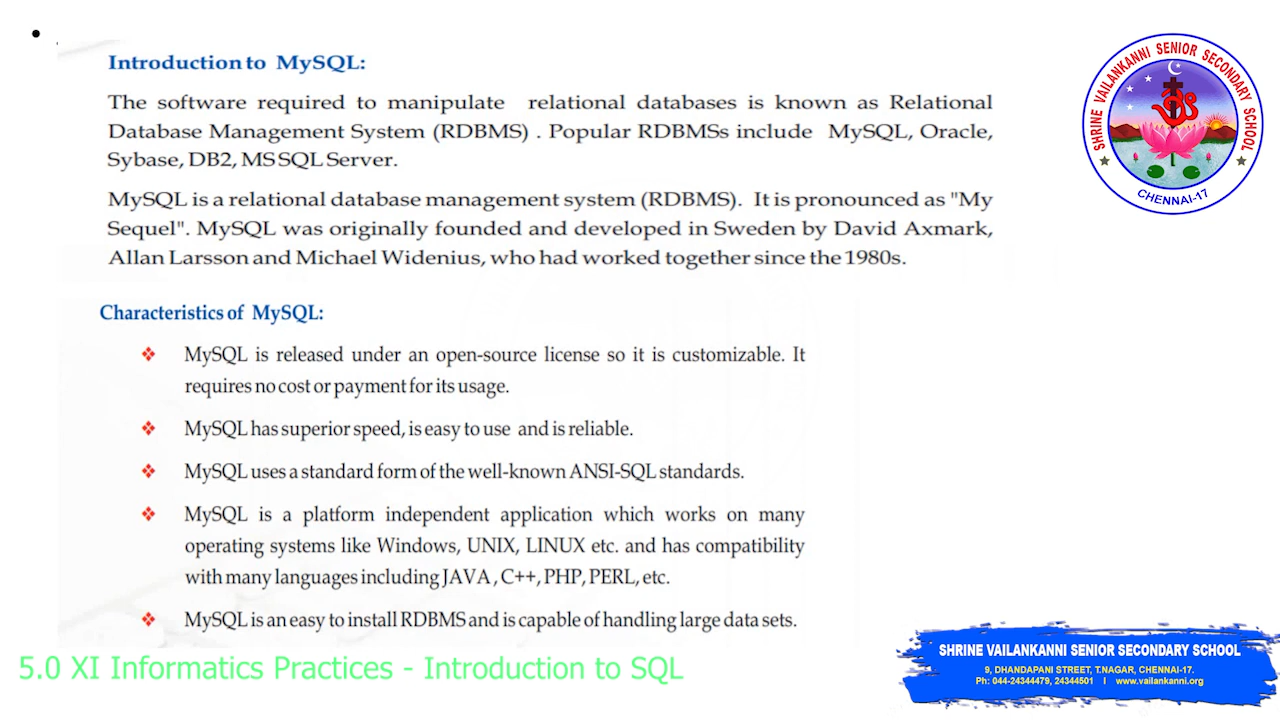 Introduction to MySQL:
The software required to manipulate relational databases is known as Relational
Database Management System (RDBMS) . Popular RDBMSs include MySQL, Oracle,
Sybase, DB2, MS SQL Server.
MySQL is a relational database management system (RDBMS). It is pronounced as "My
Sequel". MySQL was originally founded and developed in Sweden by David Axmark,
Allan Larsson and Michael Widenius, who had worked together since the 1980s.
Characteristics of MySQL:
MySQL is released under an open-source license so it is customizable. It
requires no cost or payment for its usage.
MySQL has superior speed, is easy to use and is reliable.
MySQL uses a standard form of the well-known ANSI-SQL standards.
MySQL is a platform independent application which works on many
operating systems like Windows, UNIX, LINUX etc. and has compatibility
with many languages including JAVA , C++, PHP, PERL, etc.
MySQL is an easy to install RDBMS and is capable of handling large data sets.
5.0 XI Informatics Practices - Introduction to SQL
SHRINE VAILANKANNI SENIOR SECONDARY SCHOOL
CHENNAI-17
SHRINE VAILANKANNI SENIOR SECONDARY SCHOOL
9, DHANDAPANI STREET, T.NAGAR, CHENNAI-17.
Ph: 044-24344479, 24344501 I www.vailankanni.org